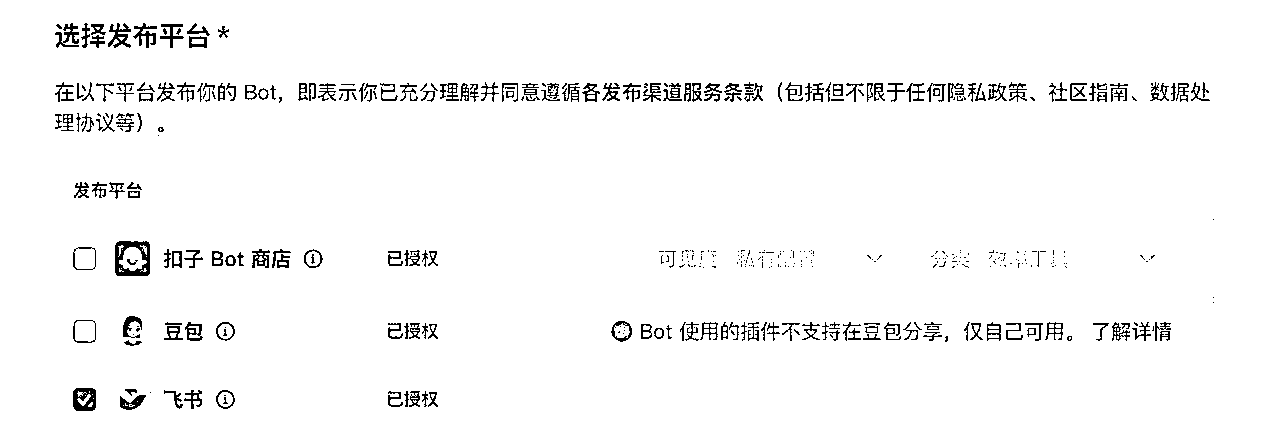 选择发布平台 *
在以下平台发布你的 Bot，即表示你已充分理解并同意遵循各发布渠道服务条款（包括但不限于任何隐私政策、社区指南、数据处
理协议等）。
发布平台
扣子 Bot 商店 已授权 可见度 私有配置 分类 效率工具
豆包 已授权 Bot 使用的插件不支持在豆包分享，仅自己可用。 了解详情
飞书 已授权